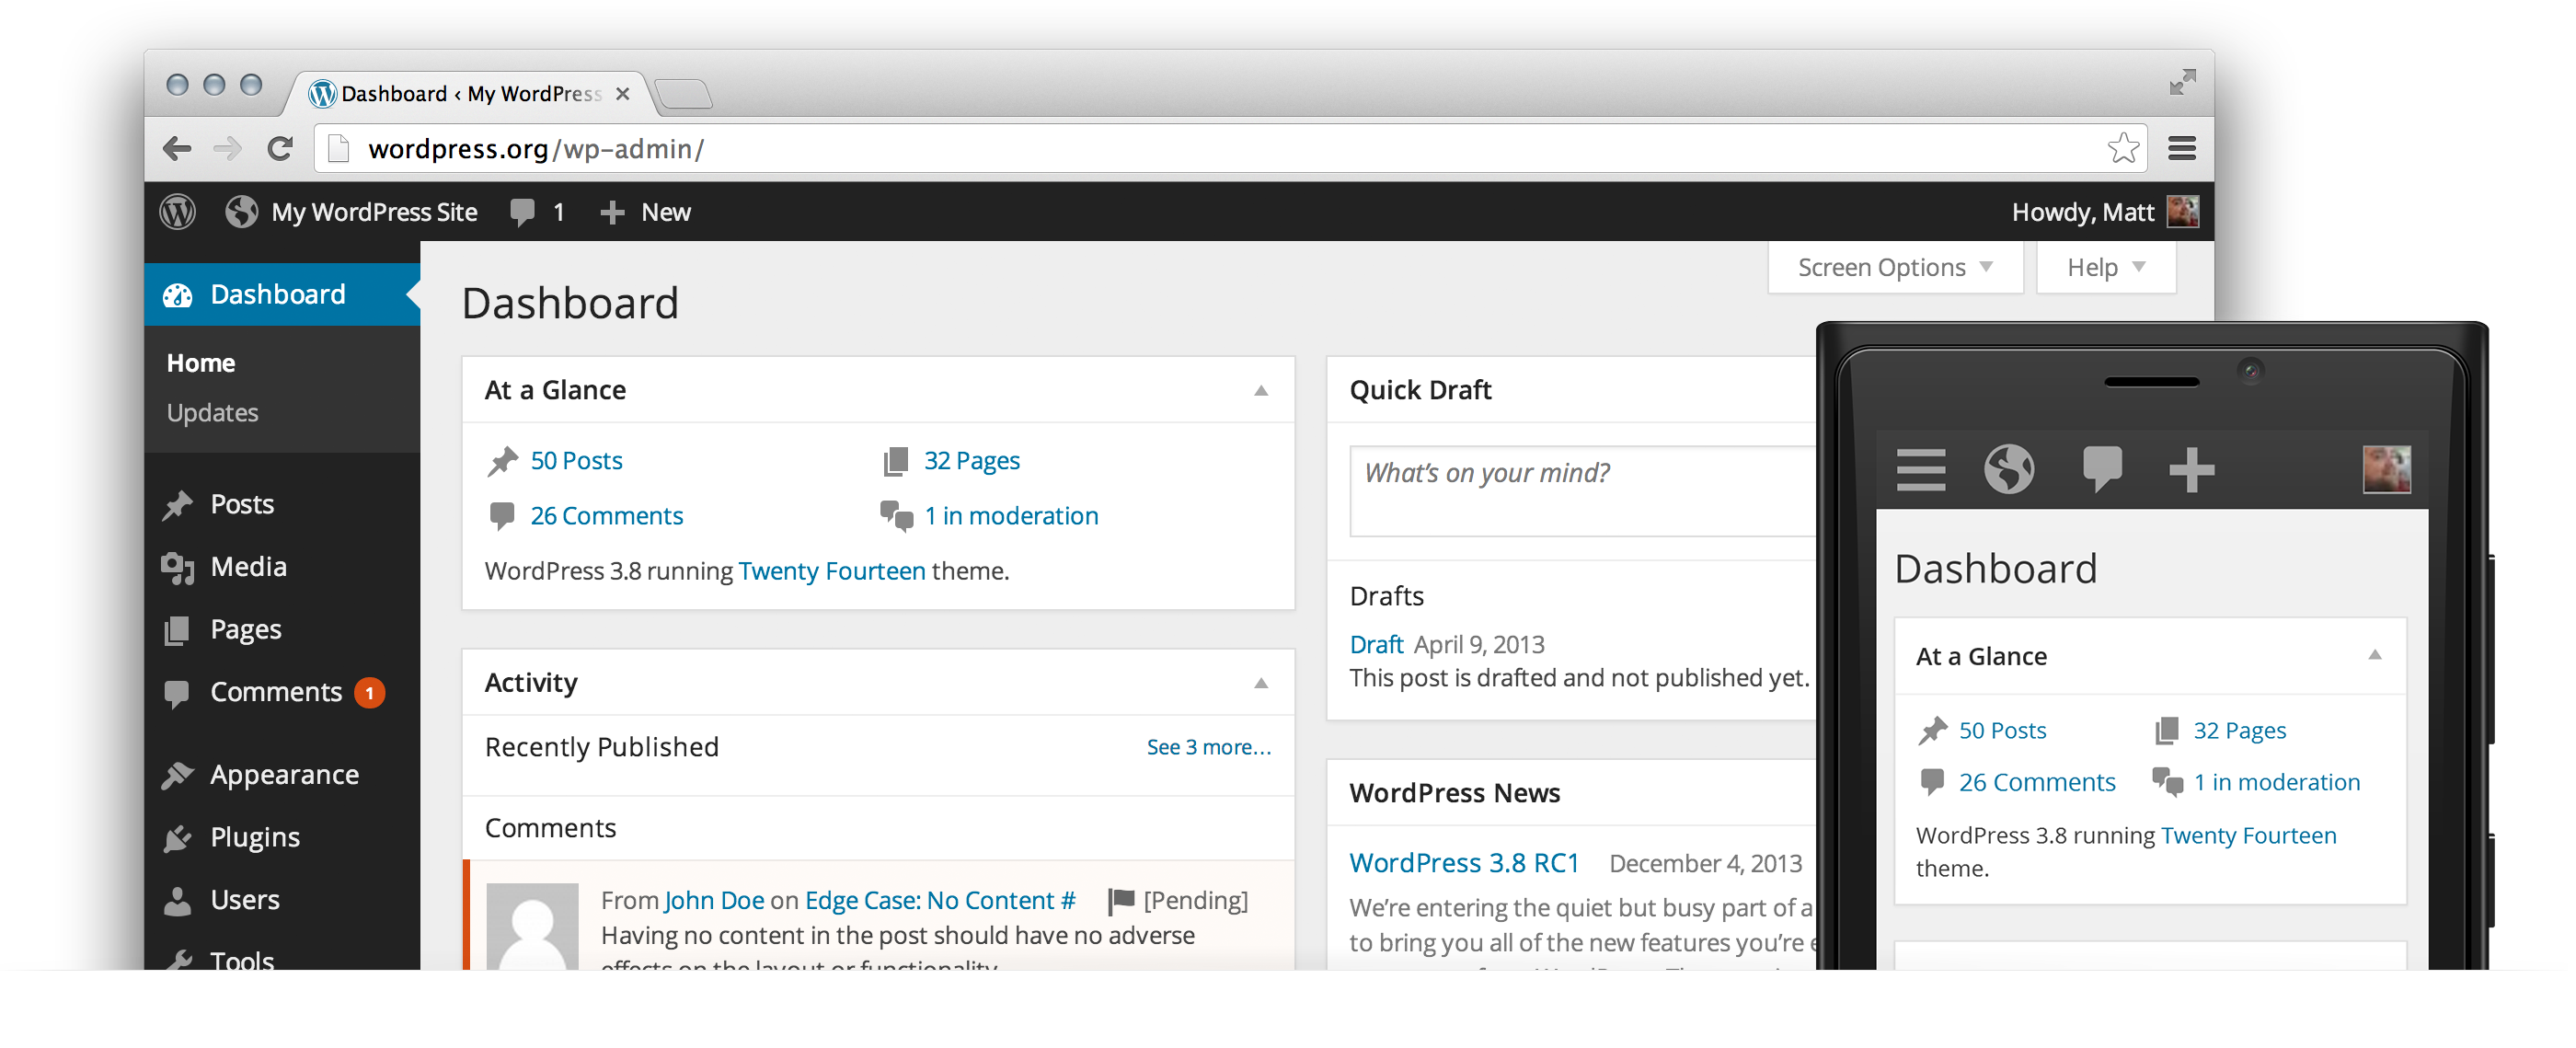 Dashboard ‹ My WordPress
wordpress.org/wp-admin/
My WordPress Site 1 New
Howdy, Matt
Dashboard
Home
Updates
Posts
Media
Pages
Comments 1
Appearance
Plugins
Users
Tools
Screen Options
Help
Dashboard
At a Glance
50 Posts
32 Pages
26 Comments
1 in moderation
WordPress 3.8 running Twenty Fourteen theme.
Activity
Recently Published
See 3 more...
Comments
From John Doe on Edge Case: No Content # [Pending]
Having no content in the post should have no adverse
effects on the layout or functionality
Quick Draft
What's on your mind?
Drafts
Draft April 9, 2013
This post is drafted and not published yet.
WordPress News
WordPress 3.8 RC1 December 4, 2013
We're entering the quiet but busy part of a
to bring you all of the new features you're
Dashboard
At a Glance
50 Posts
32 Pages
26 Comments
1 in moderation
WordPress 3.8 running Twenty Fourteen
theme.